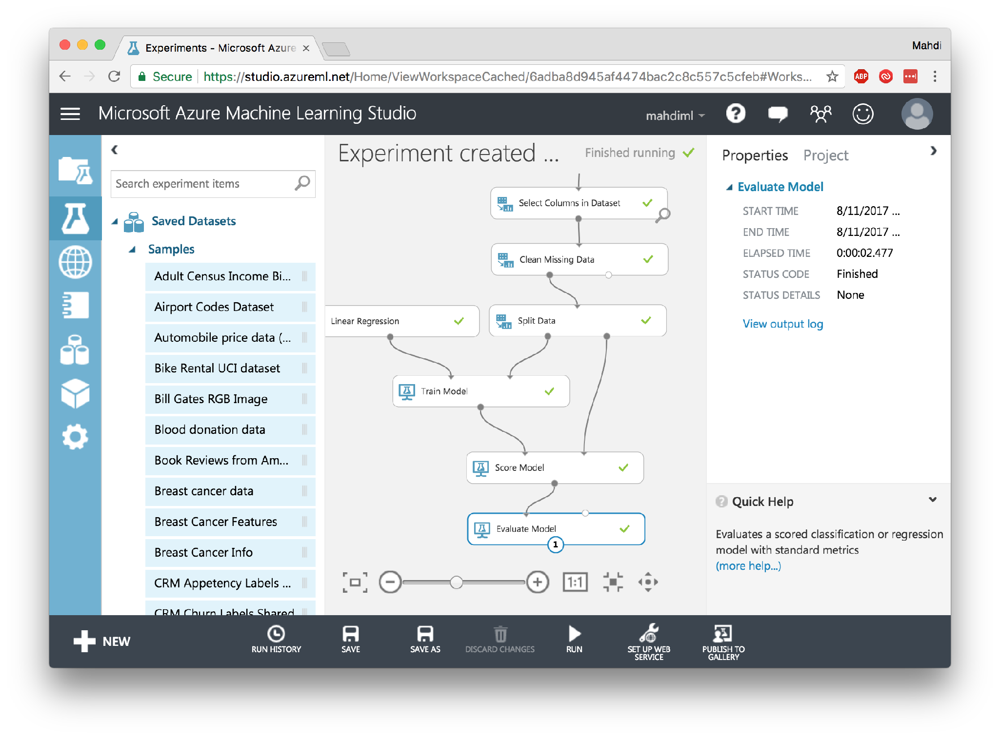 Experiments - Microsoft Azure
Mahdi
Secure
https://studio.azureml.net/Home/ViewWorkspaceCached/6adba8d945af4474bac2c8c557c5cfeb#Works...
ABP
Microsoft Azure Machine Learning Studio
mahdiml
Search experiment items
Saved Datasets
Samples
Adult Census Income Bi...
Airport Codes Dataset
Automobile price data (...
Bike Rental UCI dataset
Bill Gates RGB Image
Blood donation data
Book Reviews from Am...
Breast cancer data
Breast Cancer Features
Breast Cancer Info
CRM Appetency Labels ...
CRM Churn Labels Shared
Experiment created ...
Finished running
Select Columns in Dataset
Clean Missing Data
Linear Regression
Split Data
Train Model
Score Model
Evaluate Model
1
1:1
Properties
Project
Evaluate Model
START TIME 8/11/2017 ...
END TIME 8/11/2017 ...
ELAPSED TIME 0:00:02.477
STATUS CODE Finished
STATUS DETAILS None
View output log
Quick Help
Evaluates a scored classification or regression
model with standard metrics
(more help...)
NEW
RUN HISTORY
SAVE
SAVE AS
DISCARD CHANGES
RUN
SET UP WEB
SERVICE
PUBLISH TO
GALLERY